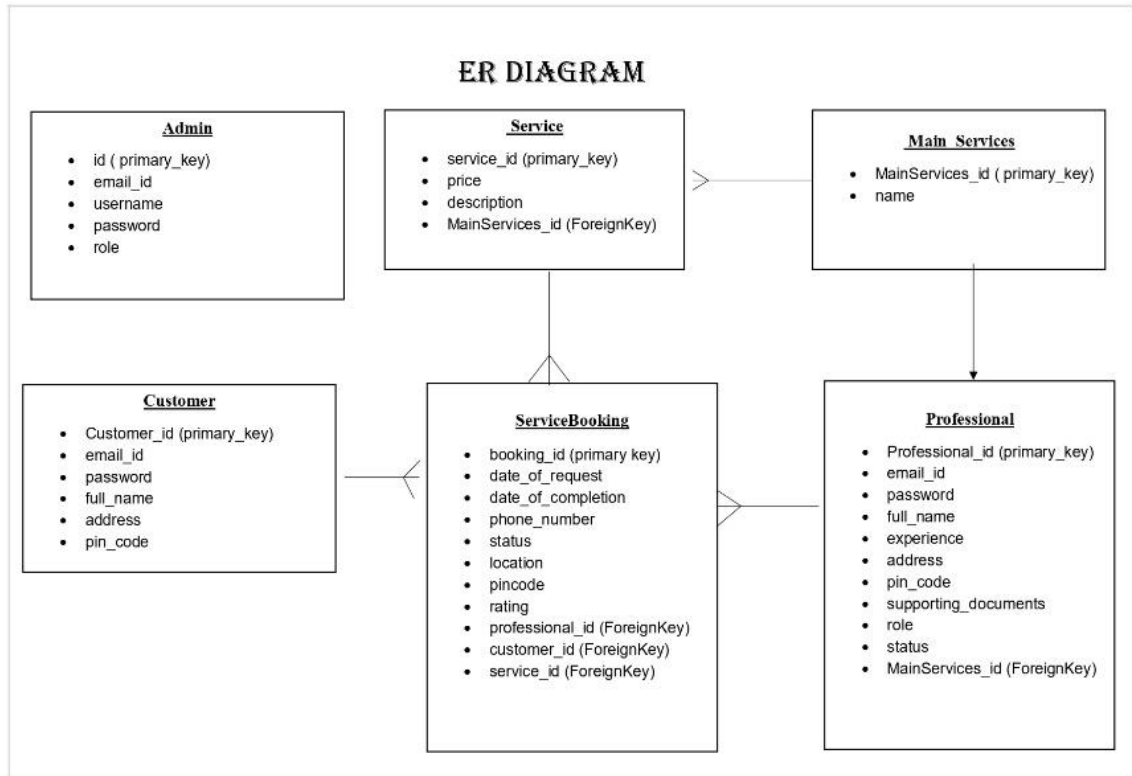 ER DIAGRAM
Admin
• id ( primary_key)
• email_id
• username
• password
• role
Service
• service_id (primary_key)
• price
• description
• MainServices_id (ForeignKey)
Main_Services
• MainServices_id ( primary_key)
• name
Customer
• Customer_id (primary_key)
• email_id
• password
• full_name
• address
• pin_code
ServiceBooking
• booking_id (primary key)
• date_of_request
• date_of_completion
• phone_number
• status
• location
• pincode
• rating
• professional_id (ForeignKey)
• customer_id (ForeignKey)
• service_id (ForeignKey)
Professional
• Professional_id (primary_key)
• email_id
• password
• full_name
• experience
• address
• pin_code
• supporting_documents
• role
• status
• MainServices_id (ForeignKey)